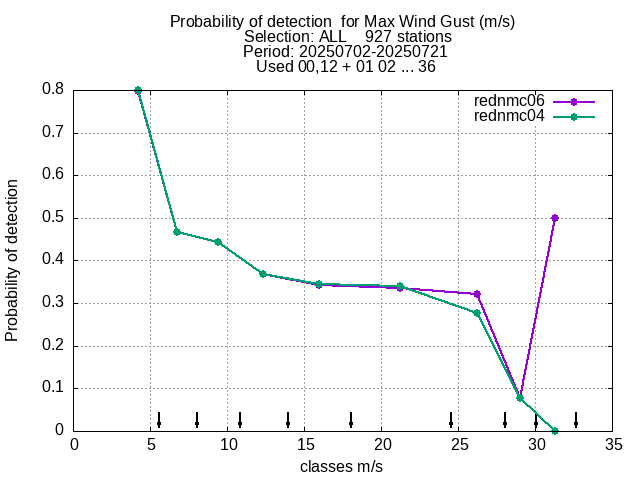 Probability of detection  for Max Wind Gust (m/s)
Selection: ALL    927 stations
Period: 20250702-20250721
Used 00,12 + 01 02 ... 36
rednmc06
rednmc04
Probability of detection
0.8
0.7
0.6
0.5
0.4
0.3
0.2
0.1
0
0 5 10 15 20 25 30 35
classes m/s